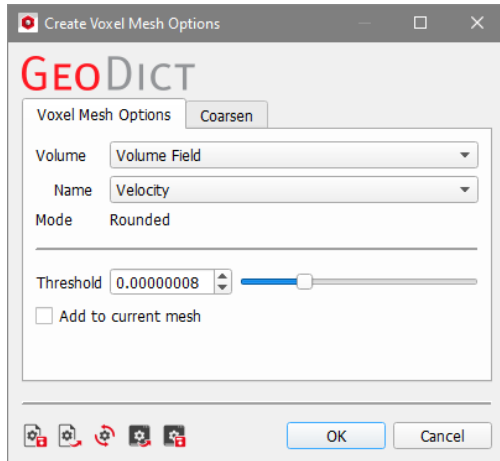 Create Voxel Mesh Options
GEODICT
Voxel Mesh Options Coarsen
Volume Volume Field
Name Velocity
Mode Rounded
Threshold 0.00000008
Add to current mesh
OK Cancel